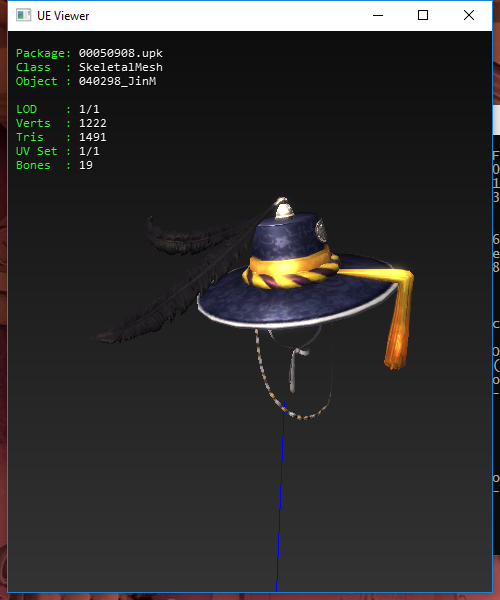 UE Viewer
Package: 00050908.upk
Class : SkeletalMesh
Object : 040298_JinM
LOD : 1/1
Verts : 1222
Tris : 1491
UV Set : 1/1
Bones : 19